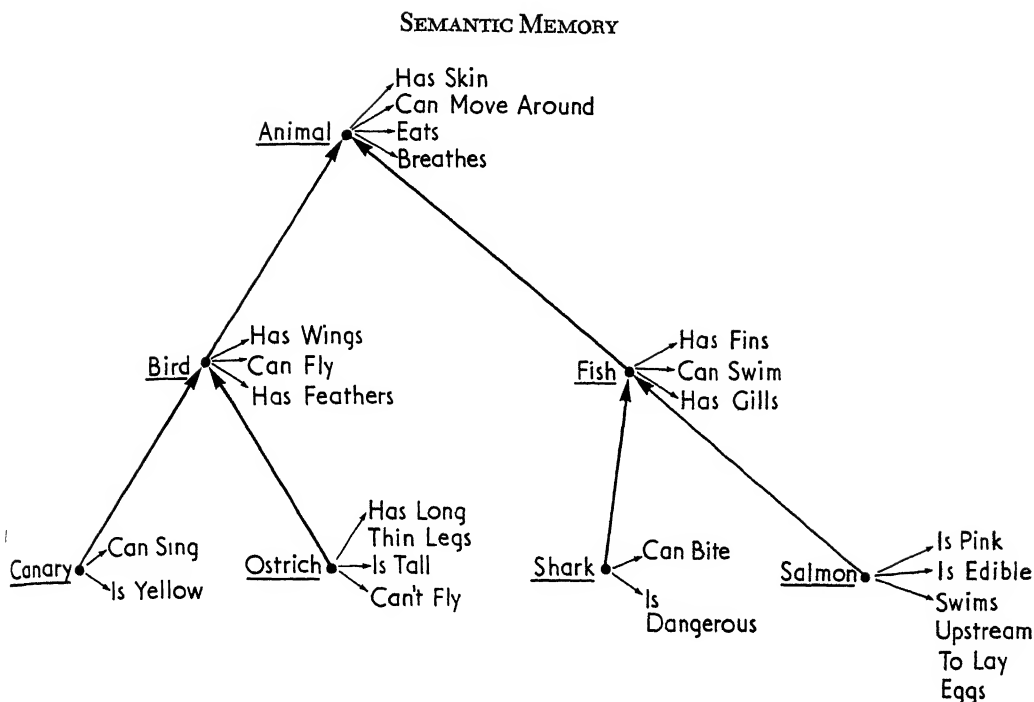 SEMANTIC MEMORY
Has Skin
Can Move Around
Animal
Eats
Breathes
Has Wings
Bird
Can Fly
Has Feathers
Has Fins
Fish
Can Swim
Has Gills
Can Sing
Canary
Is Yellow
Has Long
Thin Legs
Ostrich
Is Tall
Can't Fly
Can Bite
Shark
Is
Dangerous
Is Pink
Salmon
Is Edible
Swims
Upstream
To Lay
Eggs